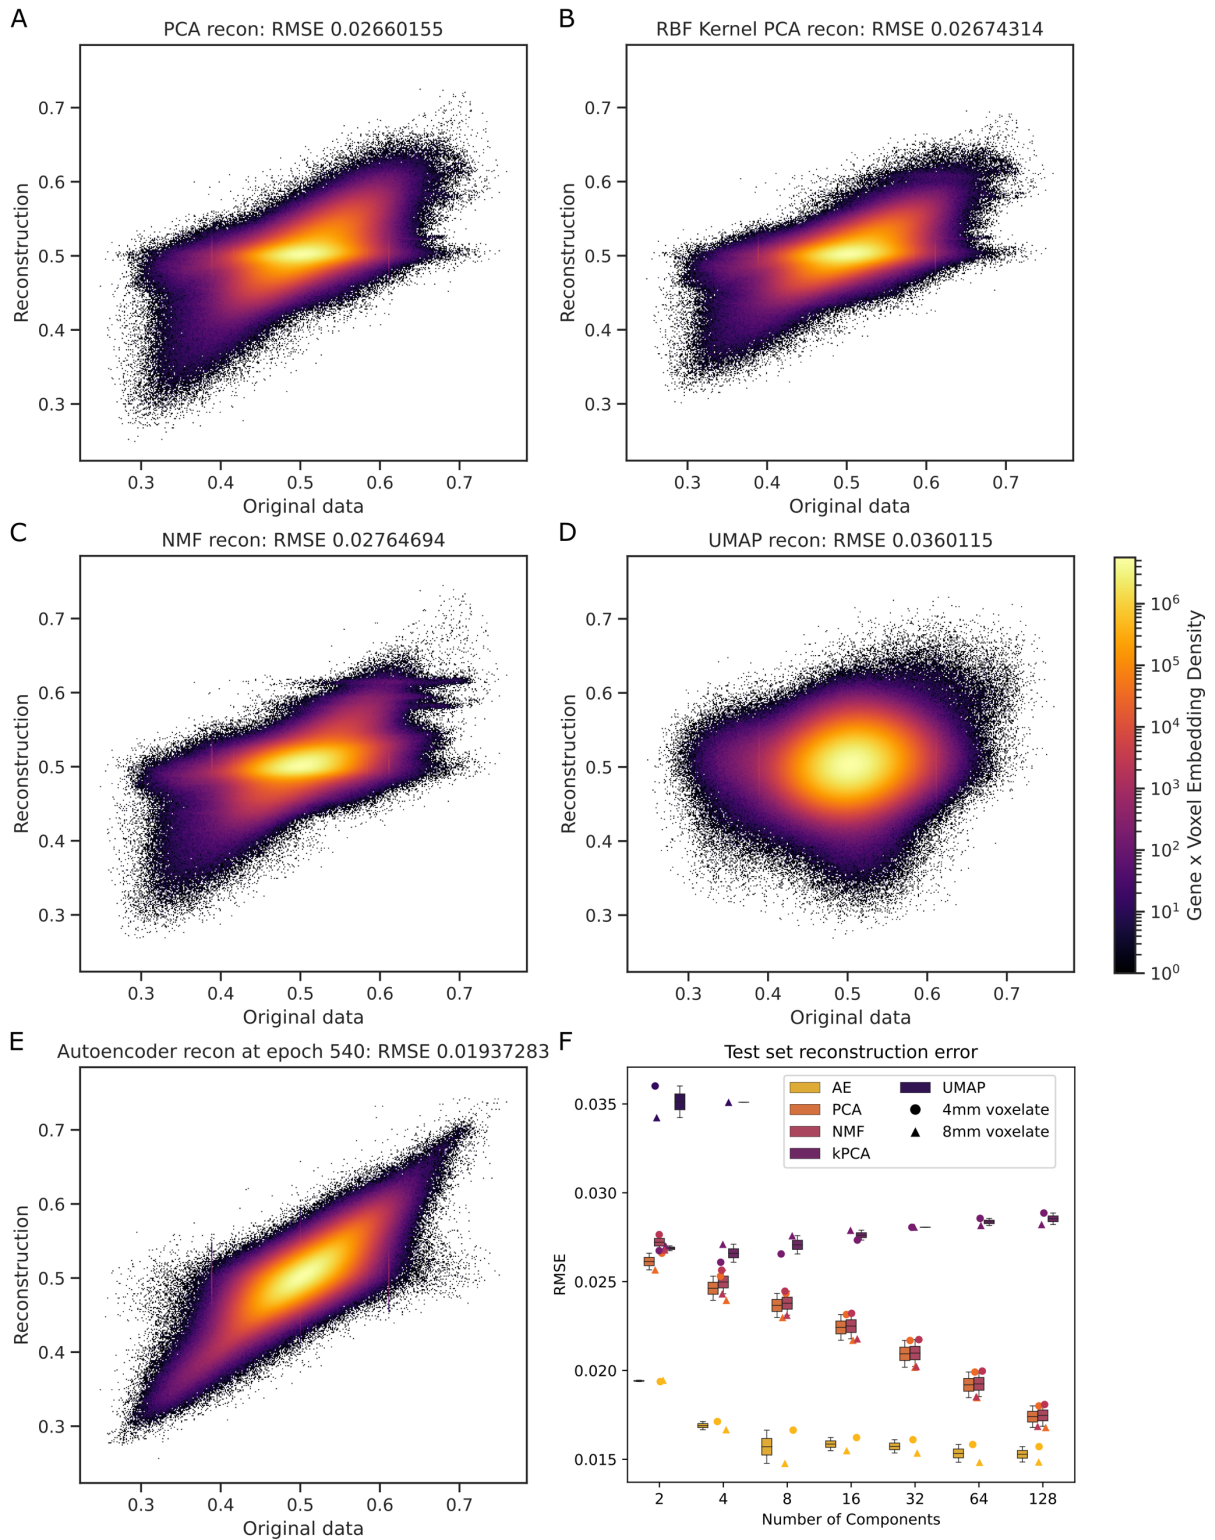 A
PCA recon: RMSE 0.02660155
0.7
0.6
0.5
0.4
0.3
Reconstruction
0.3 0.4 0.5 0.6 0.7
Original data
B
RBF Kernel PCA recon: RMSE 0.02674314
0.7
0.6
0.5
0.4
0.3
Reconstruction
0.3 0.4 0.5 0.6 0.7
Original data
C
NMF recon: RMSE 0.02764694
0.7
0.6
0.5
0.4
0.3
Reconstruction
0.3 0.4 0.5 0.6 0.7
Original data
D
UMAP recon: RMSE 0.0360115
0.7
0.6
0.5
0.4
0.3
Reconstruction
0.3 0.4 0.5 0.6 0.7
Original data
10⁶
10⁵
10⁴
10³
10²
10¹
10⁰
Gene x Voxel Embedding Density
E
Autoencoder recon at epoch 540: RMSE 0.01937283
0.7
0.6
0.5
0.4
0.3
Reconstruction
0.3 0.4 0.5 0.6 0.7
Original data
F
Test set reconstruction error
AE
PCA
NMF
kPCA
UMAP
4mm voxelate
8mm voxelate
0.035
0.030
0.025
0.020
0.015
RMSE
2 4 8 16 32 64 128
Number of Components